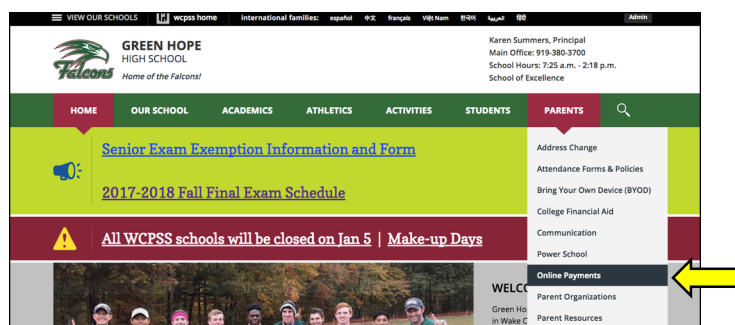 VIEW OUR SCHOOLS wcpss home international families: español 中文 français Việt Nam 한국어 العربية हिंदी Admin
GREEN HOPE
HIGH SCHOOL
Home of the Falcons!
Falcons
Karen Summers, Principal
Main Office: 919-380-3700
School Hours: 7:25 a.m. - 2:18 p.m.
School of Excellence
HOME OUR SCHOOL ACADEMICS ATHLETICS ACTIVITIES STUDENTS PARENTS
Senior Exam Exemption Information and Form
2017-2018 Fall Final Exam Schedule
All WCPSS schools will be closed on Jan 5 | Make-up Days
Address Change
Attendance Forms & Policies
Bring Your Own Device (BYOD)
College Financial Aid
Communication
Power School
Online Payments
Parent Organizations
Parent Resources
WELCO
Green Ho
in Wake C